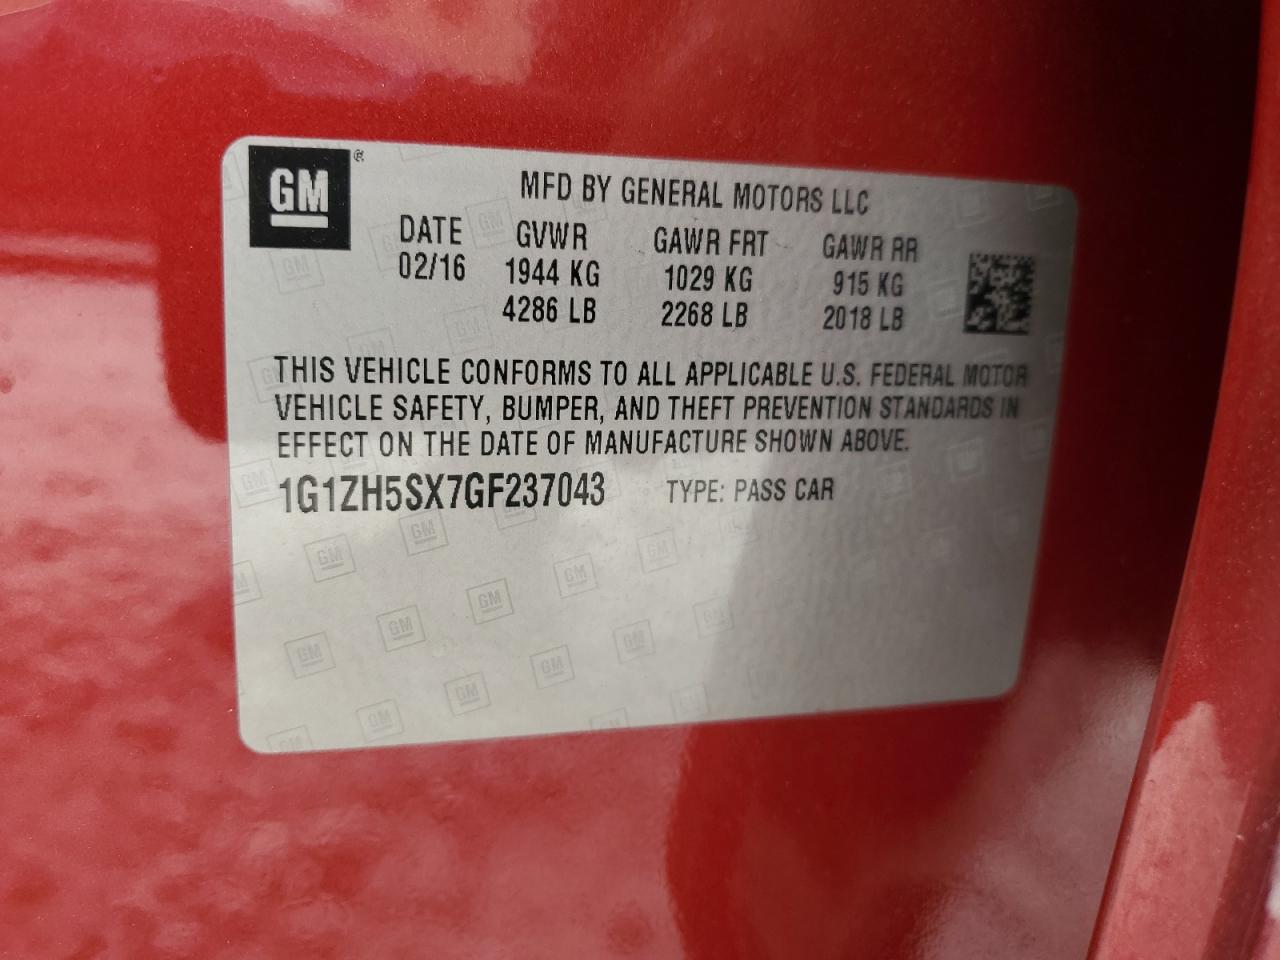 GM
MFD BY GENERAL MOTORS LLC
DATE GVWR GAWR FRT GAWR RR
02/16 1944 KG 1029 KG 915 KG
4286 LB 2268 LB 2018 LB
THIS VEHICLE CONFORMS TO ALL APPLICABLE U.S. FEDERAL MOTOR
VEHICLE SAFETY, BUMPER, AND THEFT PREVENTION STANDARDS IN
EFFECT ON THE DATE OF MANUFACTURE SHOWN ABOVE.
1G1ZH5SX7GF237043 TYPE: PASS CAR